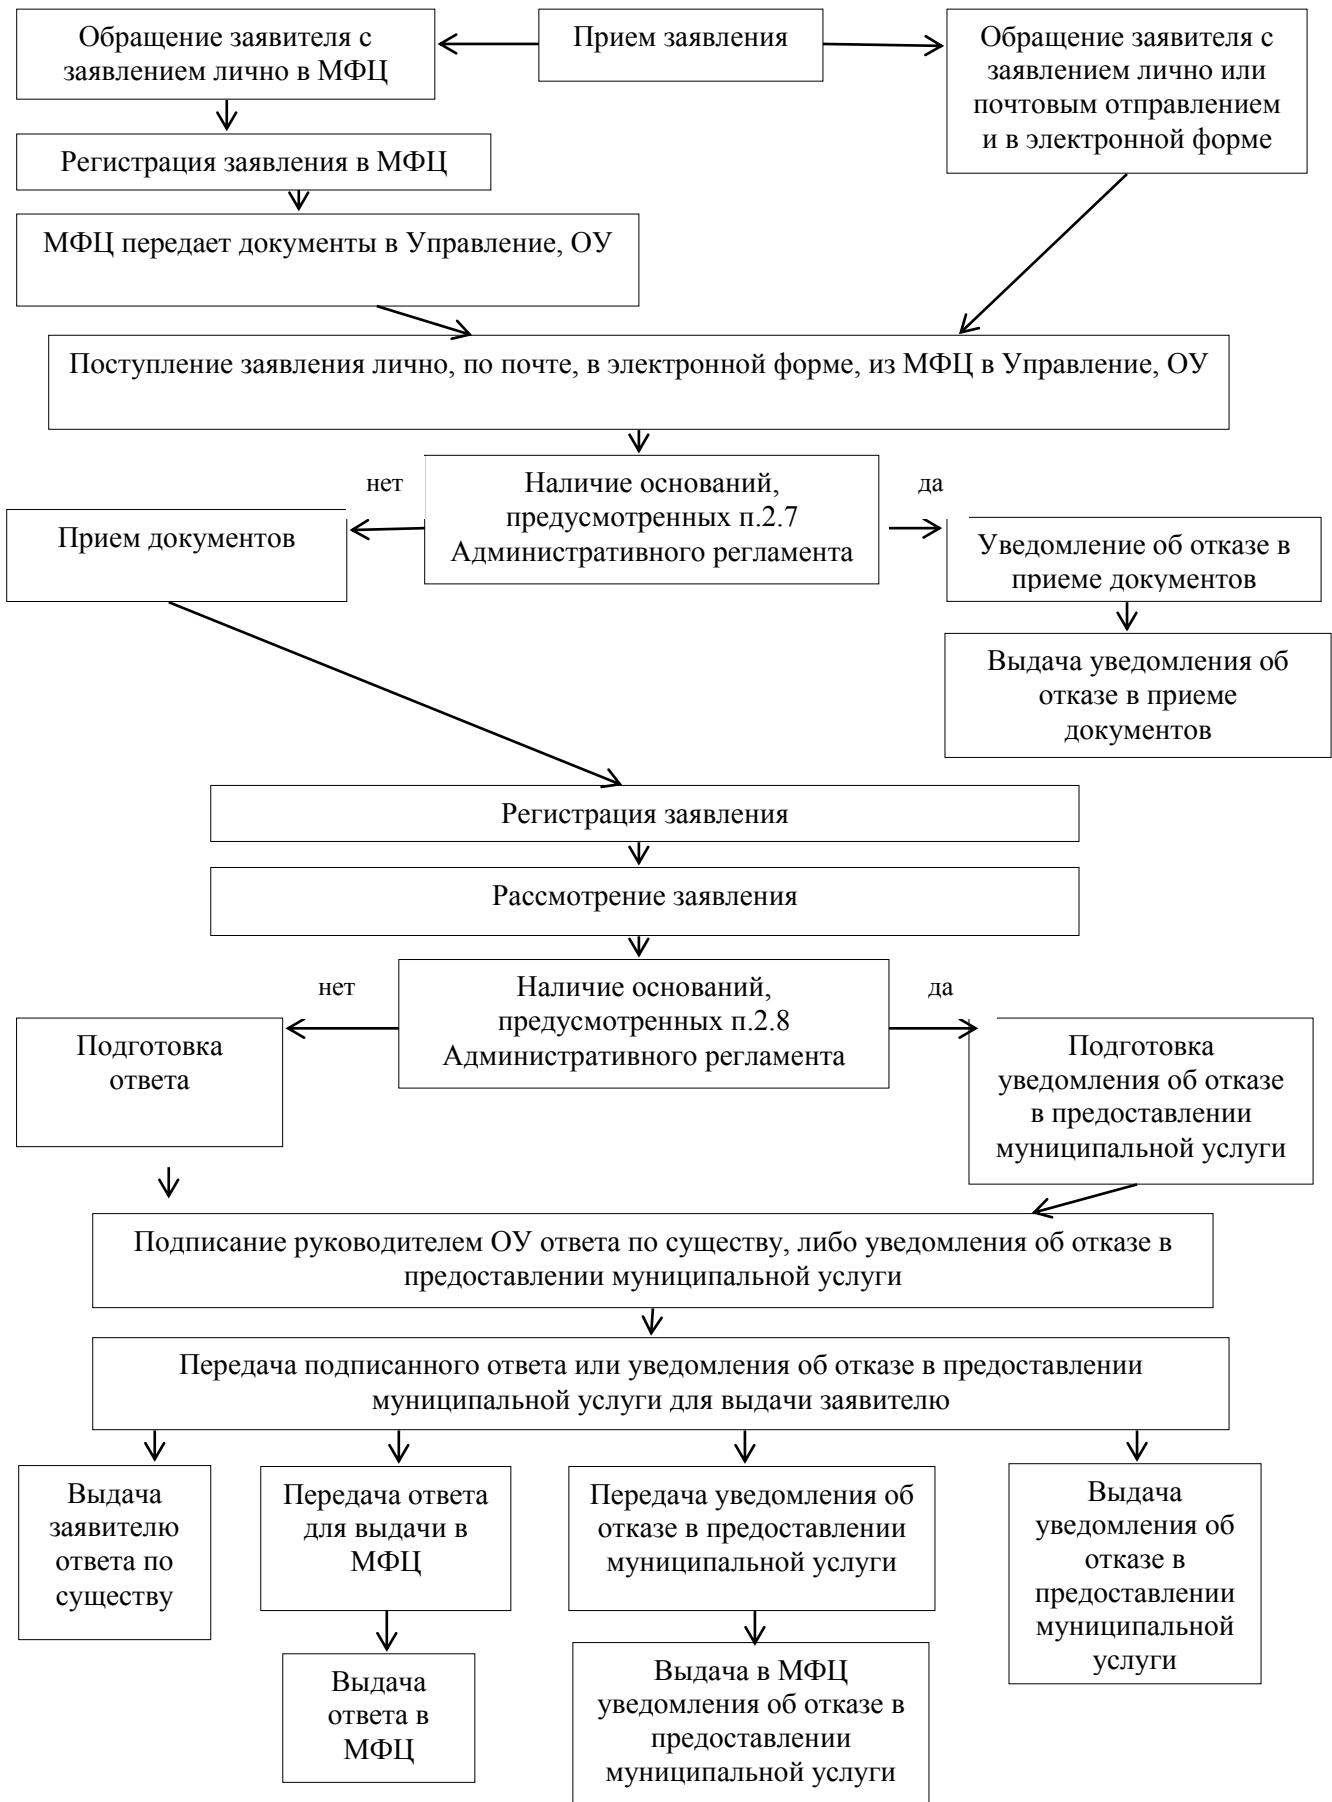 Прием заявления
Обращение заявителя с
заявлением лично в МФЦ
Обращение заявителя с
заявлением лично или
почтовым отправлением
и в электронной форме
Регистрация заявления в МФЦ
МФЦ передает документы в Управление, ОУ
Поступление заявления лично, по почте, в электронной форме, из МФЦ в Управление, ОУ
нет
Наличие оснований,
предусмотренных п.2.7
Административного регламента
да
Прием документов
Уведомление об отказе в
приеме документов
Выдача уведомления об
отказе в приеме
документов
Регистрация заявления
Рассмотрение заявления
нет
Наличие оснований,
предусмотренных п.2.8
Административного регламента
да
Подготовка
ответа
Подготовка
уведомления об отказе
в предоставлении
муниципальной услуги
Подписание руководителем ОУ ответа по существу, либо уведомления об отказе в
предоставлении муниципальной услуги
Передача подписанного ответа или уведомления об отказе в предоставлении
муниципальной услуги для выдачи заявителю
Выдача
заявителю
ответа по
существу
Передача ответа
для выдачи в
МФЦ
Передача уведомления об
отказе в предоставлении
муниципальной услуги
Выдача
уведомления об
отказе в
предоставлении
муниципальной
услуги
Выдача
ответа в
МФЦ
Выдача в МФЦ
уведомления об отказе в
предоставлении
муниципальной услуги